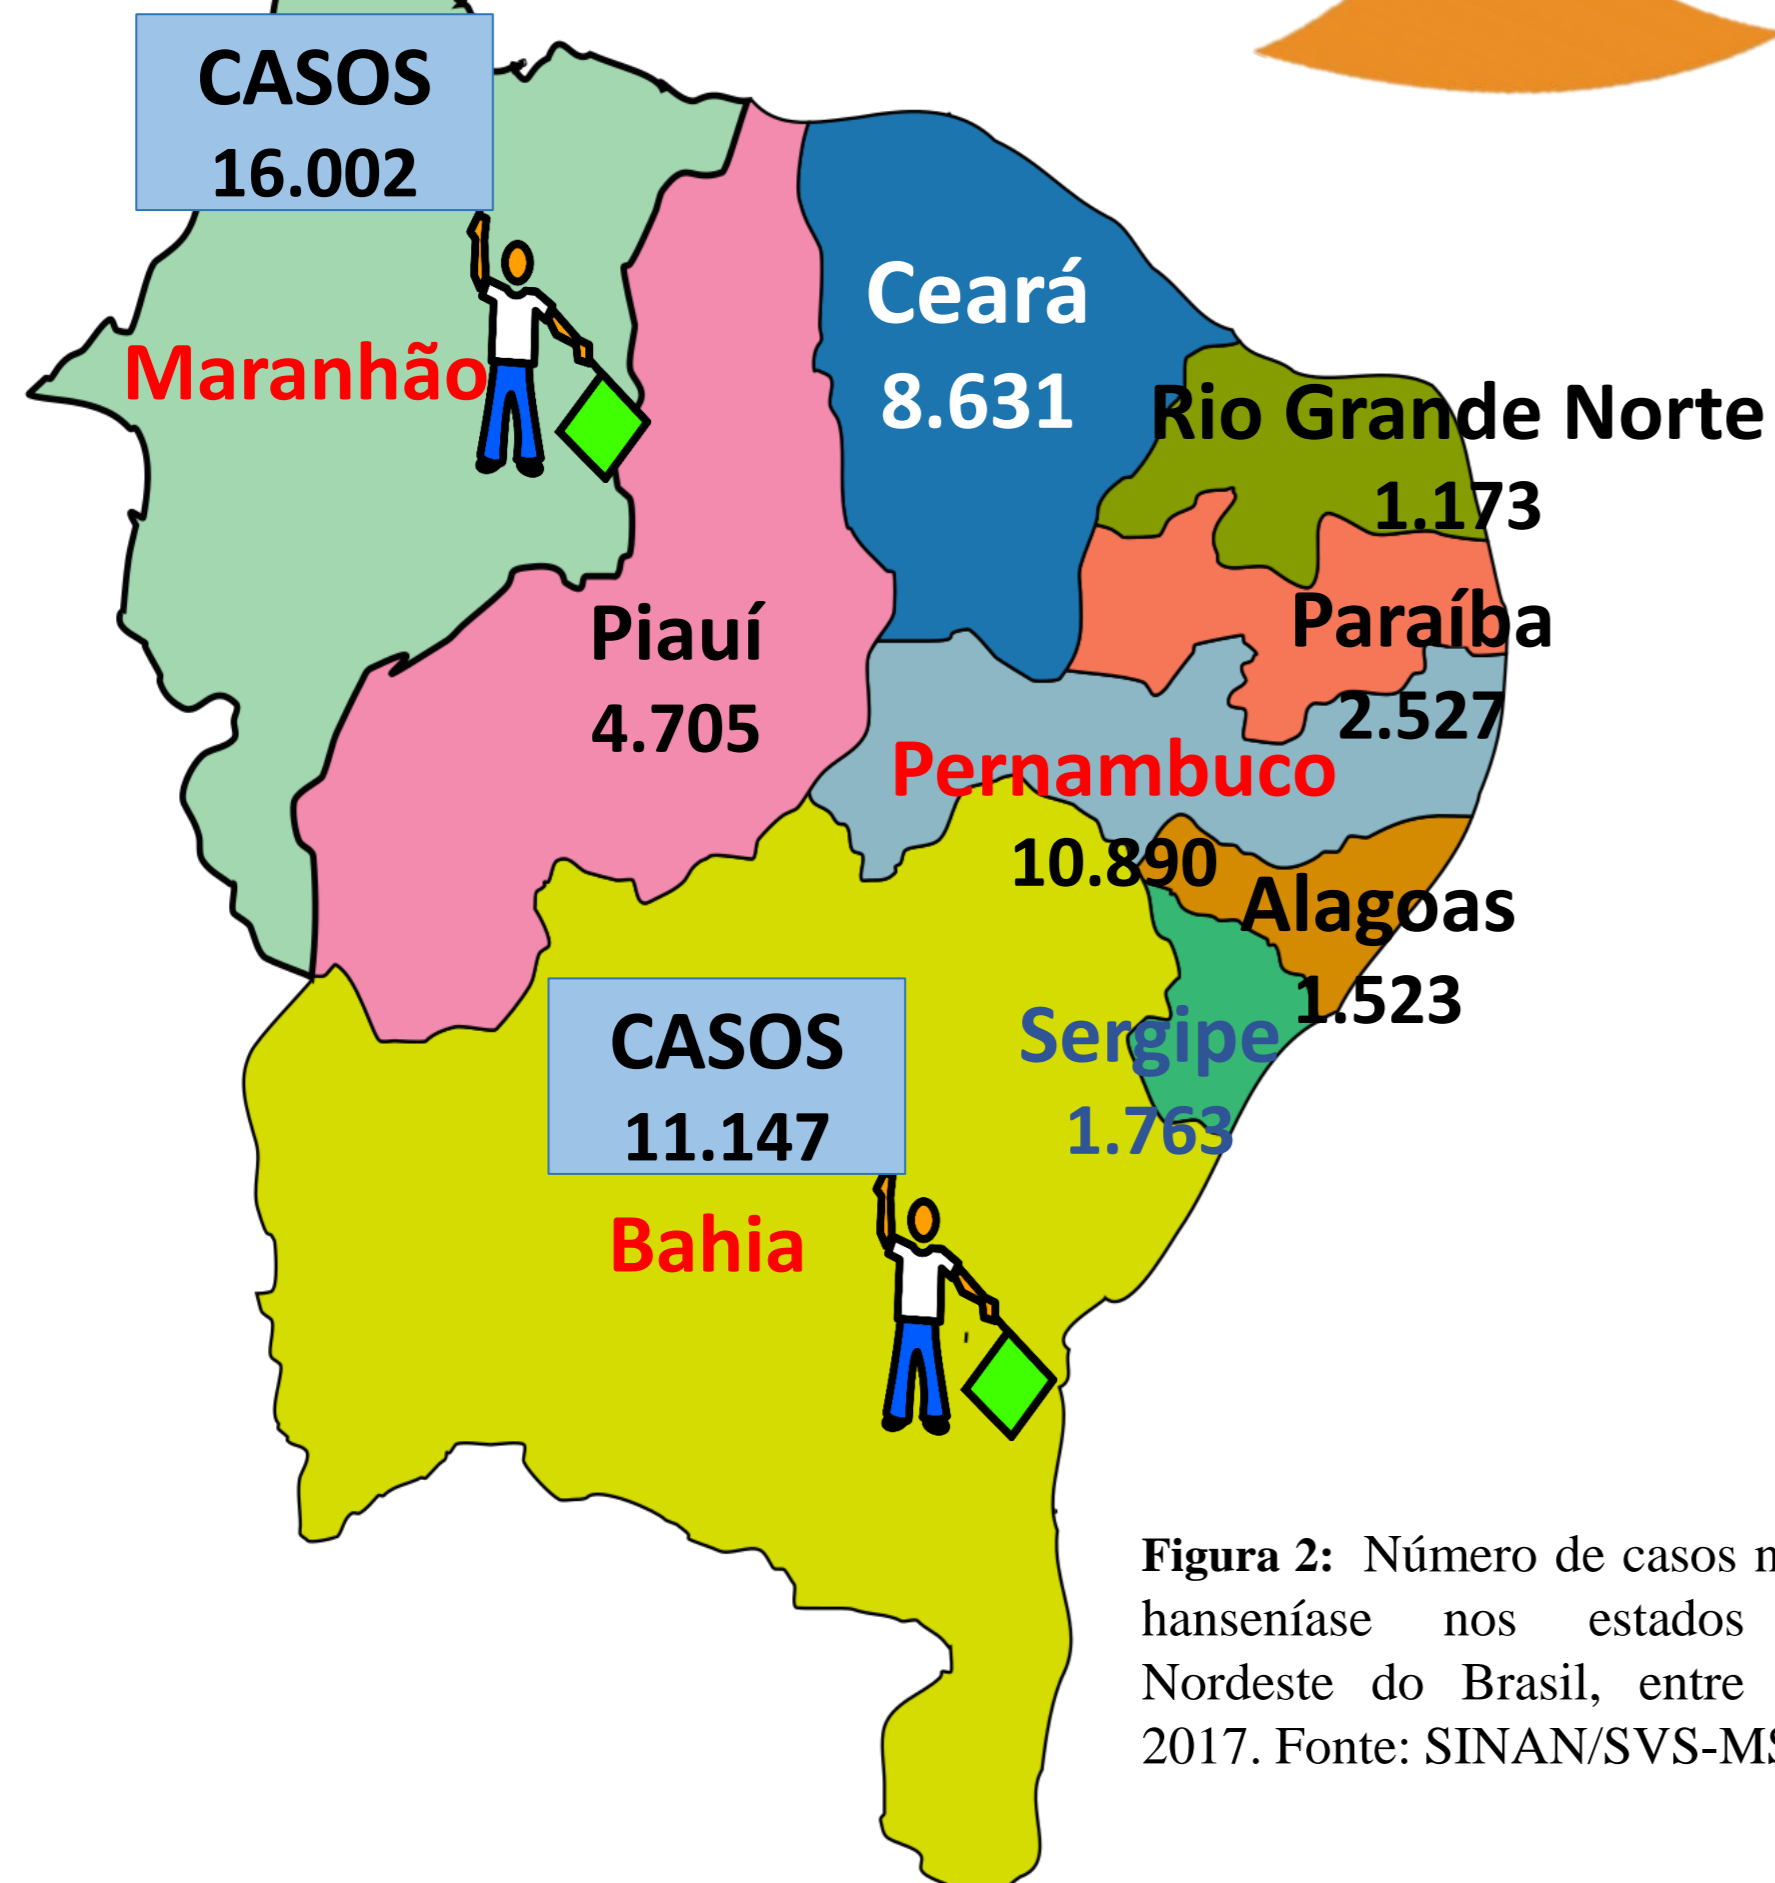 CASOS
16.002
Maranhão
Ceará
8.631
Rio Grande Norte
1.173
Piauí
4.705
Paraíba
2.527
Pernambuco
10.890
Alagoas
1.523
Sergipe
1.763
CASOS
11.147
Bahia
Figura 2: Número de casos
hanseníase nos estados
Nordeste do Brasil, entre
2017. Fonte: SINAN/SVS-MS